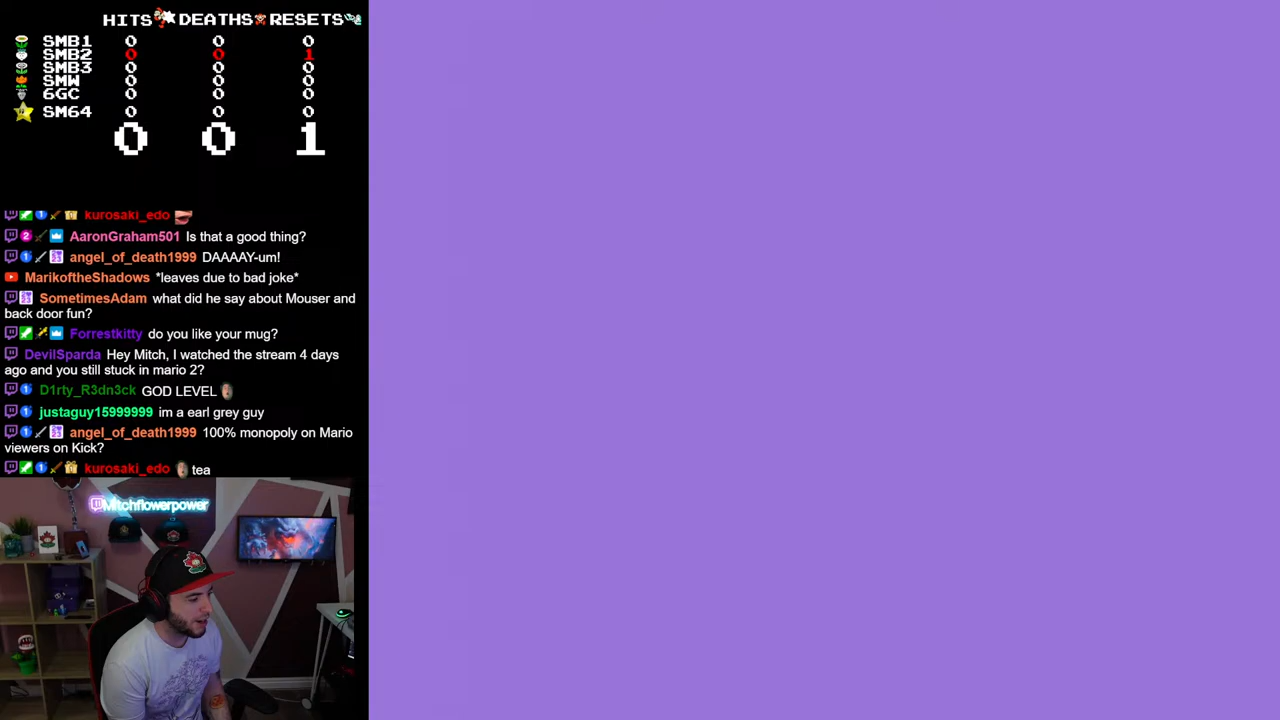 HITS DEATHS RESETS
SMB1 0 0 0
SMB2 0 0 1
SMB3 0 0 0
SMW 0 0 0
6GC 0 0 0
SM64 0 0 0
0 0 1
kurosaki_edo
AaronGraham501 Is that a good thing?
angel_of_death1999 DAAAAY-um!
MarikoftheShadows *leaves due to bad joke*
SometimesAdam what did he say about Mouser and
back door fun?
Forrestkitty do you like your mug?
DevilSparda Hey Mitch, I watched the stream 4 days
ago and you still stuck in mario 2?
D1rty_R3dn3ck GOD LEVEL
justaguy15999999 im a earl grey guy
angel_of_death1999 100% monopoly on Mario
viewers on Kick?
kurosaki_edo tea
Mitchflowerpower